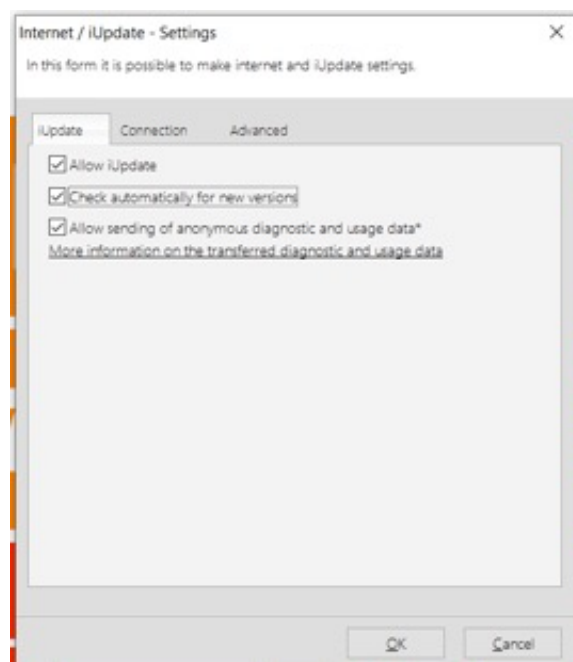 Internet / iUpdate - Settings
In this form it is possible to make internet and iUpdate settings.
iUpdate Connection Advanced
Allow iUpdate
Check automatically for new versions
Allow sending of anonymous diagnostic and usage data*
More information on the transferred diagnostic and usage data
OK Cancel